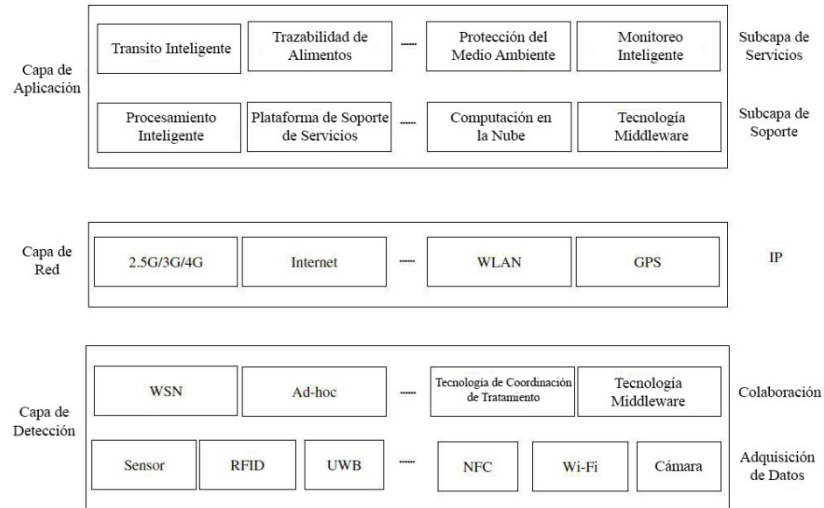 Capa de
Aplicación
Transito Inteligente
Trazabilidad de
Alimentos
......
Protección del
Medio Ambiente
Monitoreo
Inteligente
Subcapa de
Servicios
Procesamiento
Inteligente
Plataforma de Soporte
de Servicios
......
Computación en
la Nube
Tecnología
Middleware
Subcapa de
Soporte
Capa de
Red
2.5G/3G/4G
Internet
......
WLAN
GPS
IP
Capa de
Detección
WSN
Ad-hoc
......
Tecnología de Coordinación
de Tratamiento
Tecnología
Middleware
Colaboración
Sensor
RFID
UWB
......
NFC
Wi-Fi
Cámara
Adquisición
de Datos